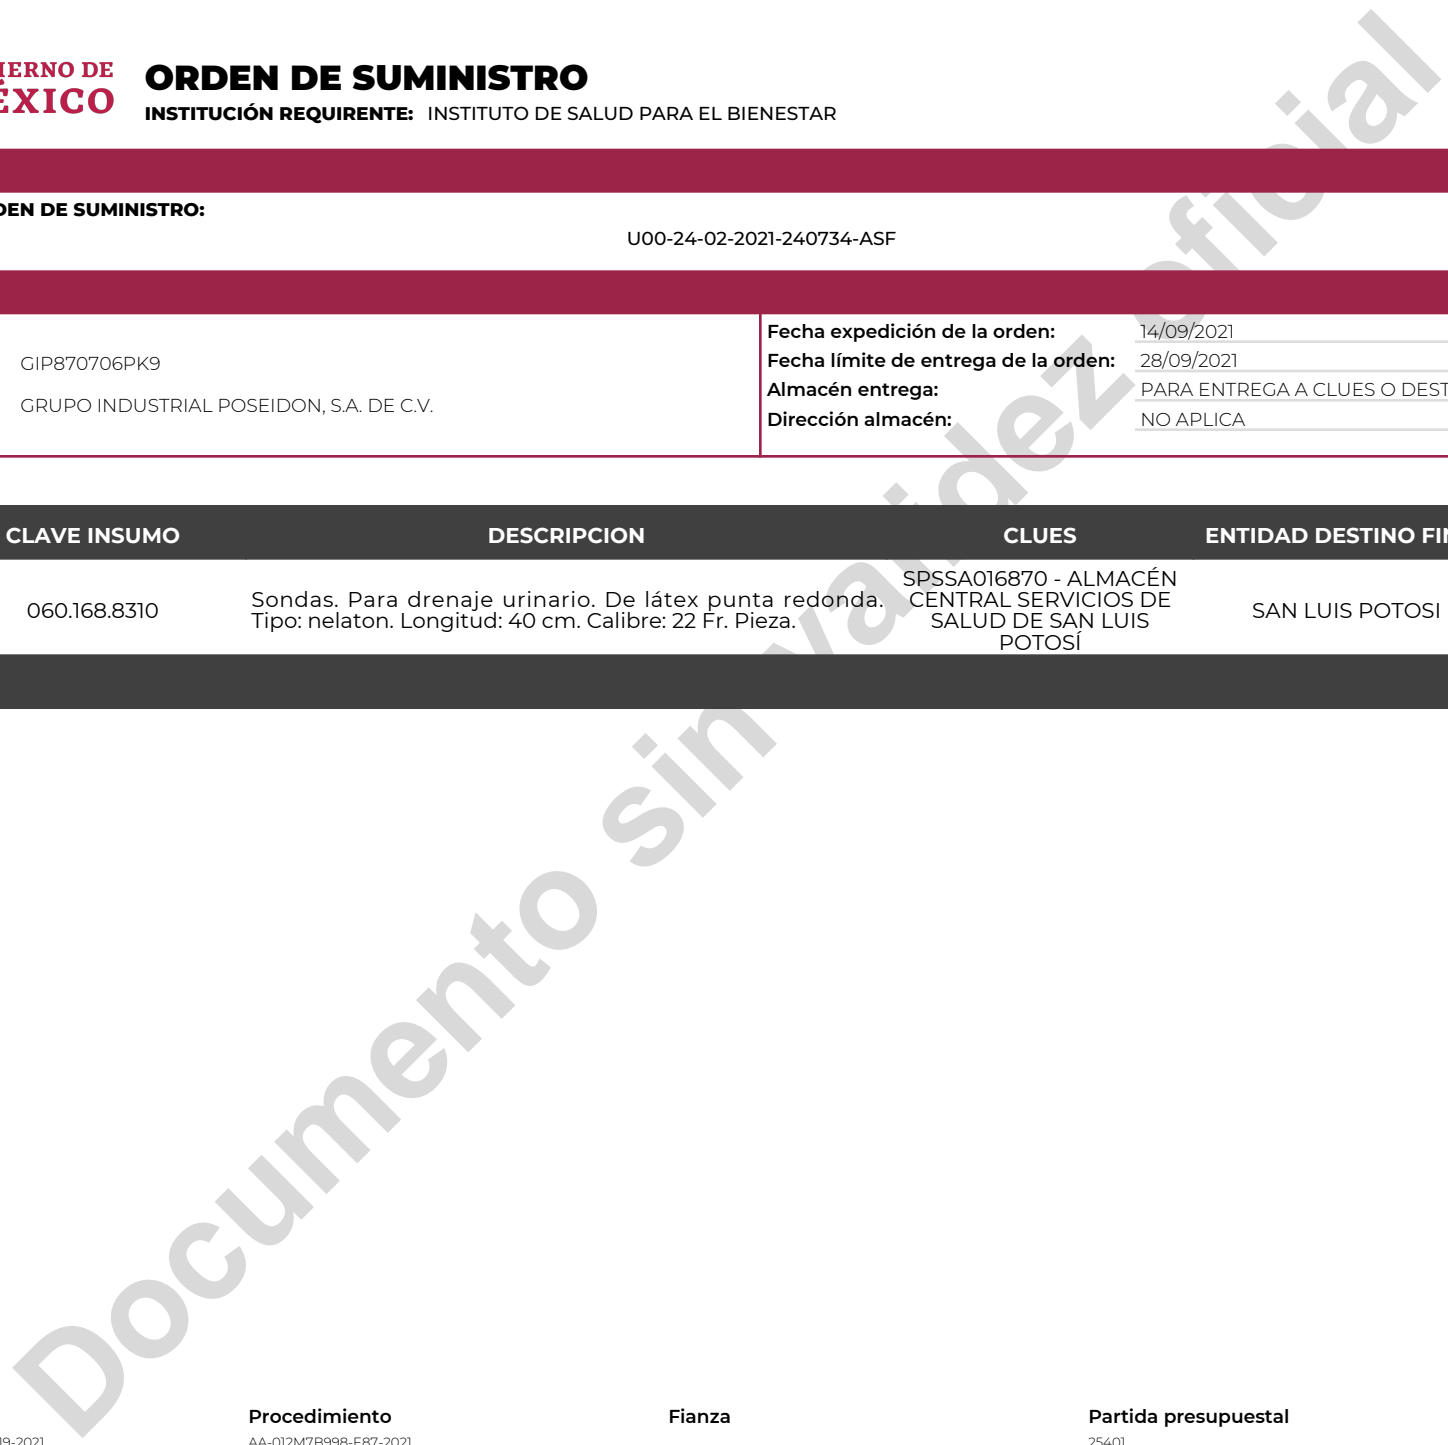 ORDEN DE SUMINISTRO
INSTITUCIÓN REQUIRENTE: INSTITUTO DE SALUD PARA EL BIENESTAR
DE SUMINISTRO:
U00-24-02-2021-240734-ASF
GIP870706PK9
GRUPO INDUSTRIAL POSEIDON, S.A. DE C.V.
Fecha expedición de la orden: 14/09/2021
Fecha límite de entrega de la orden: 28/09/2021
Almacén entrega: PARA ENTREGA A CLUES O DEST
Dirección almacén: NO APLICA
CLAVE INSUMO DESCRIPCION CLUES ENTIDAD DESTINO
060.168.8310
Sondas. Para drenaje urinario. De látex punta redonda.
Tipo: nelaton. Longitud: 40 cm. Calibre: 22 Fr. Pieza.
SPSSA016870 - ALMACÉN
CENTRAL SERVICIOS DE
SALUD DE SAN LUIS
POTOSÍ
SAN LUIS POTOSI
Documento sin validez oficial
Procedimiento Fianza Partida presupuestal
AA-012M7B998-E87-2021 25401